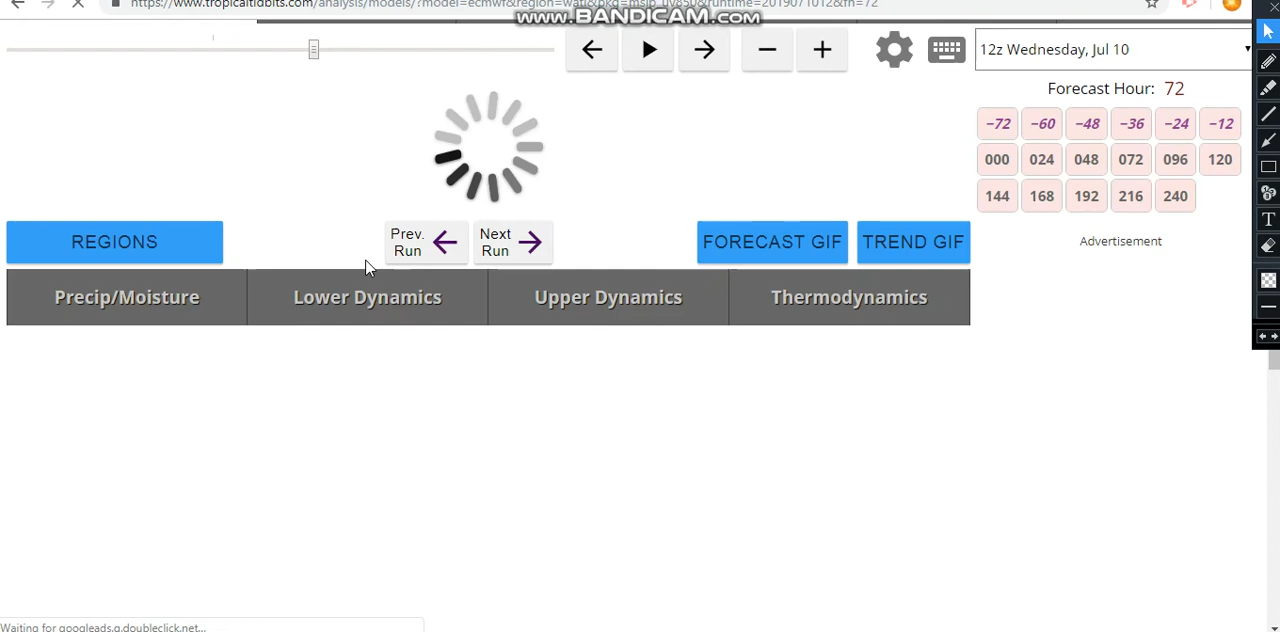 https://www.tropicaltidbits.com/analysis/models/?model=ecmwf&region=watl&pkg=mslp_uv850&runtime=2019071012&fh=72
www.BANDICAM.com
12z Wednesday, Jul 10
Forecast Hour: 72
-72 -60 -48 -36 -24 -12
000 024 048 072 096 120
144 168 192 216 240
REGIONS
Prev. Run
Next Run
FORECAST GIF
TREND GIF
Advertisement
Precip/Moisture
Lower Dynamics
Upper Dynamics
Thermodynamics
T
Waiting for googleads.g.doubleclick.net...